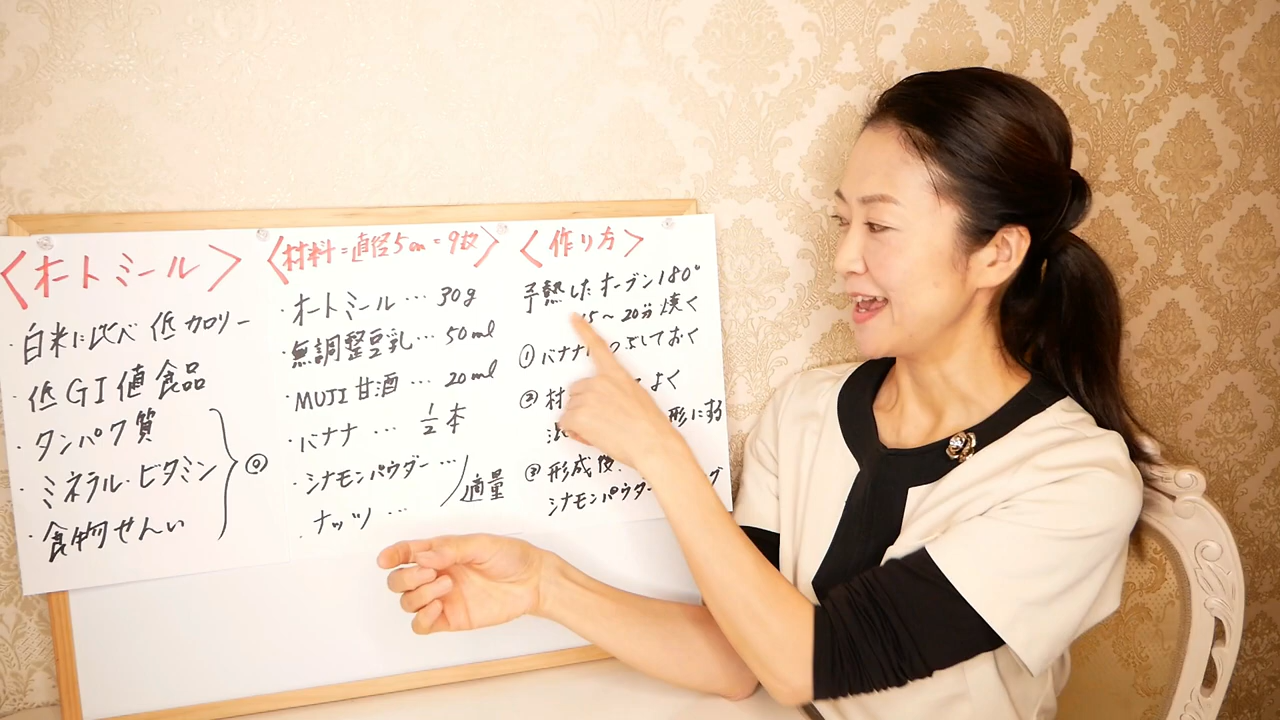 〈オートミール〉
・白米に比べ低カロリー
・低GI値食品
・タンパク質
・ミネラル・ビタミン
・食物せんい
◎
〈材料=直径5cm=9枚〉
・オートミール…30g
・無調整豆乳…50ml
・MUJI甘酒…20ml
・バナナ…1/2本
・シナモンパウダー…
・ナッツ…
適量
〈作り方〉
予熱したオーブン180°
15〜20分焼く
①バナナ つぶしておく
②材 よく
混 形にする
③形成後
シナモンパウダー グ